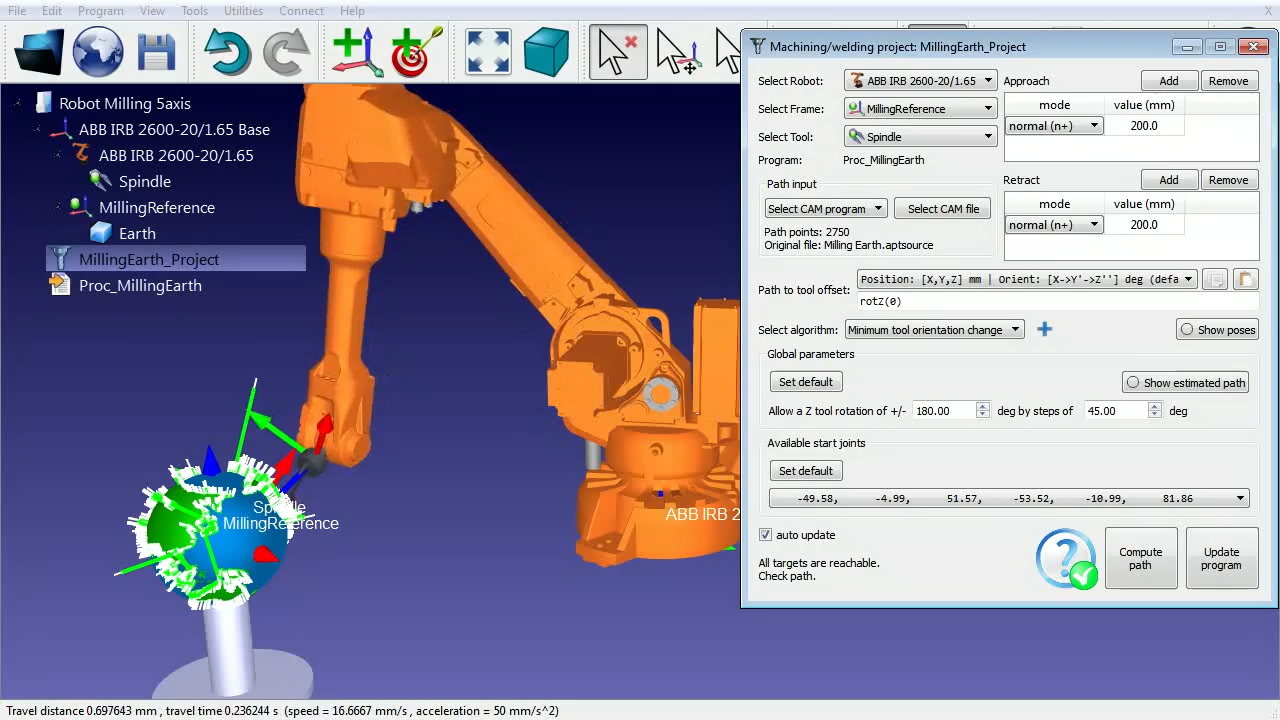 File Edit Program View Tools Utilities Connect Help X
Machining/welding project: MillingEarth_Project
Robot Milling 5axis
ABB IRB 2600-20/1.65 Base
ABB IRB 2600-20/1.65
Spindle
MillingReference
Earth
MillingEarth_Project
Proc_MillingEarth
Spindle
MillingReference
ABB IRB 2
Select Robot: ABB IRB 2600-20/1.65
Select Frame: MillingReference
Select Tool: Spindle
Program: Proc_MillingEarth
Path input
Select CAM program Select CAM file
Path points: 2750
Original file: Milling Earth.aptsource
Approach Add Remove
mode value (mm)
normal (n+) 200.0
Retract Add Remove
mode value (mm)
normal (n+) 200.0
Path to tool offset: Position: [X,Y,Z] mm | Orient: [X->Y'->Z''] deg (defa
rotz(0)
Select algorithm: Minimum tool orientation change Show poses
Global parameters
Set default Show estimated path
Allow a Z tool rotation of +/- 180.00 deg by steps of 45.00 deg
Available start joints
Set default
-49.58, -4.99, 51.57, -53.52, -10.99, 81.86
auto update
All targets are reachable.
Check path.
Compute path
Update program
Travel distance 0.697643 mm , travel time 0.236244 s (speed = 16.6667 mm/s , acceleration = 50 mm/s^2)